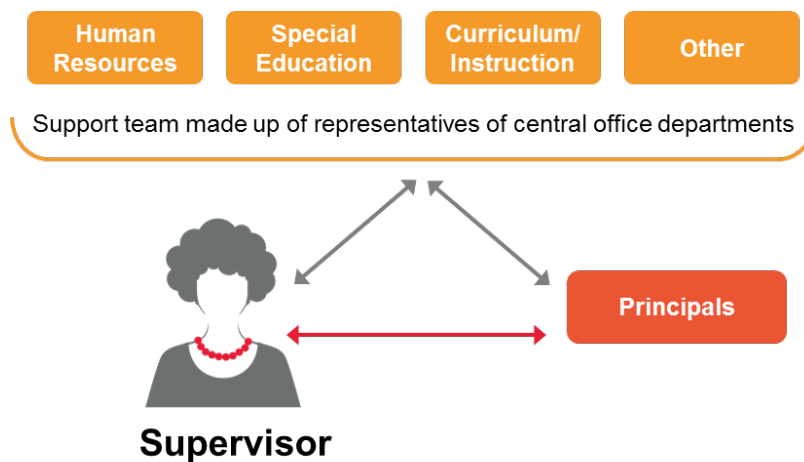 Human
Resources
Special
Education
Curriculum/
Instruction
Other
Support team made up of representatives of central office departments
Principals
Supervisor